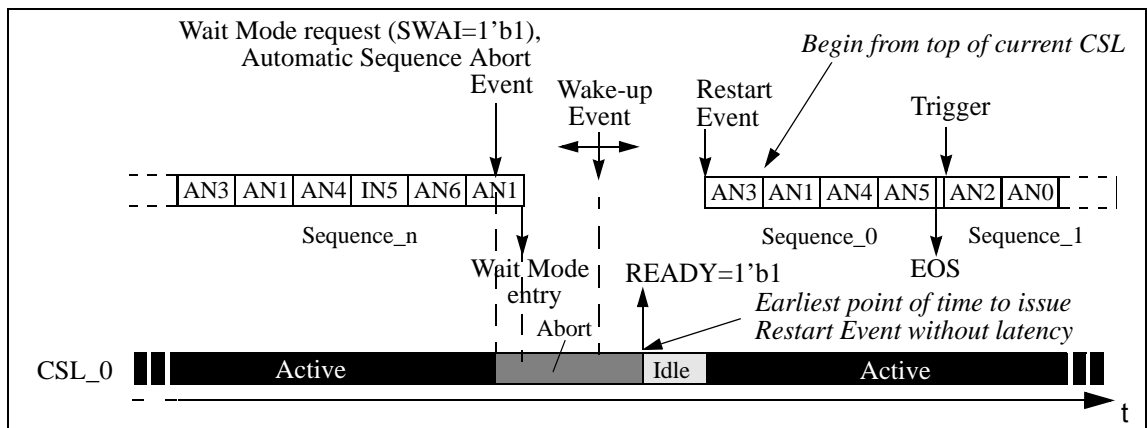 Wait Mode request (SWAI=1'b1),
Automatic Sequence Abort
Event
Wake-up
Event
Restart
Event
Begin from top of current CSL
Trigger
AN3 AN1 AN4 IN5 AN6 AN1
AN3 AN1 AN4 AN5 AN2 AN0
Sequence_n
Sequence_0
Sequence_1
Wait Mode
entry
READY=1'b1
EOS
Earliest point of time to issue
Restart Event without latency
Abort
CSL_0
Active
Idle
Active
t